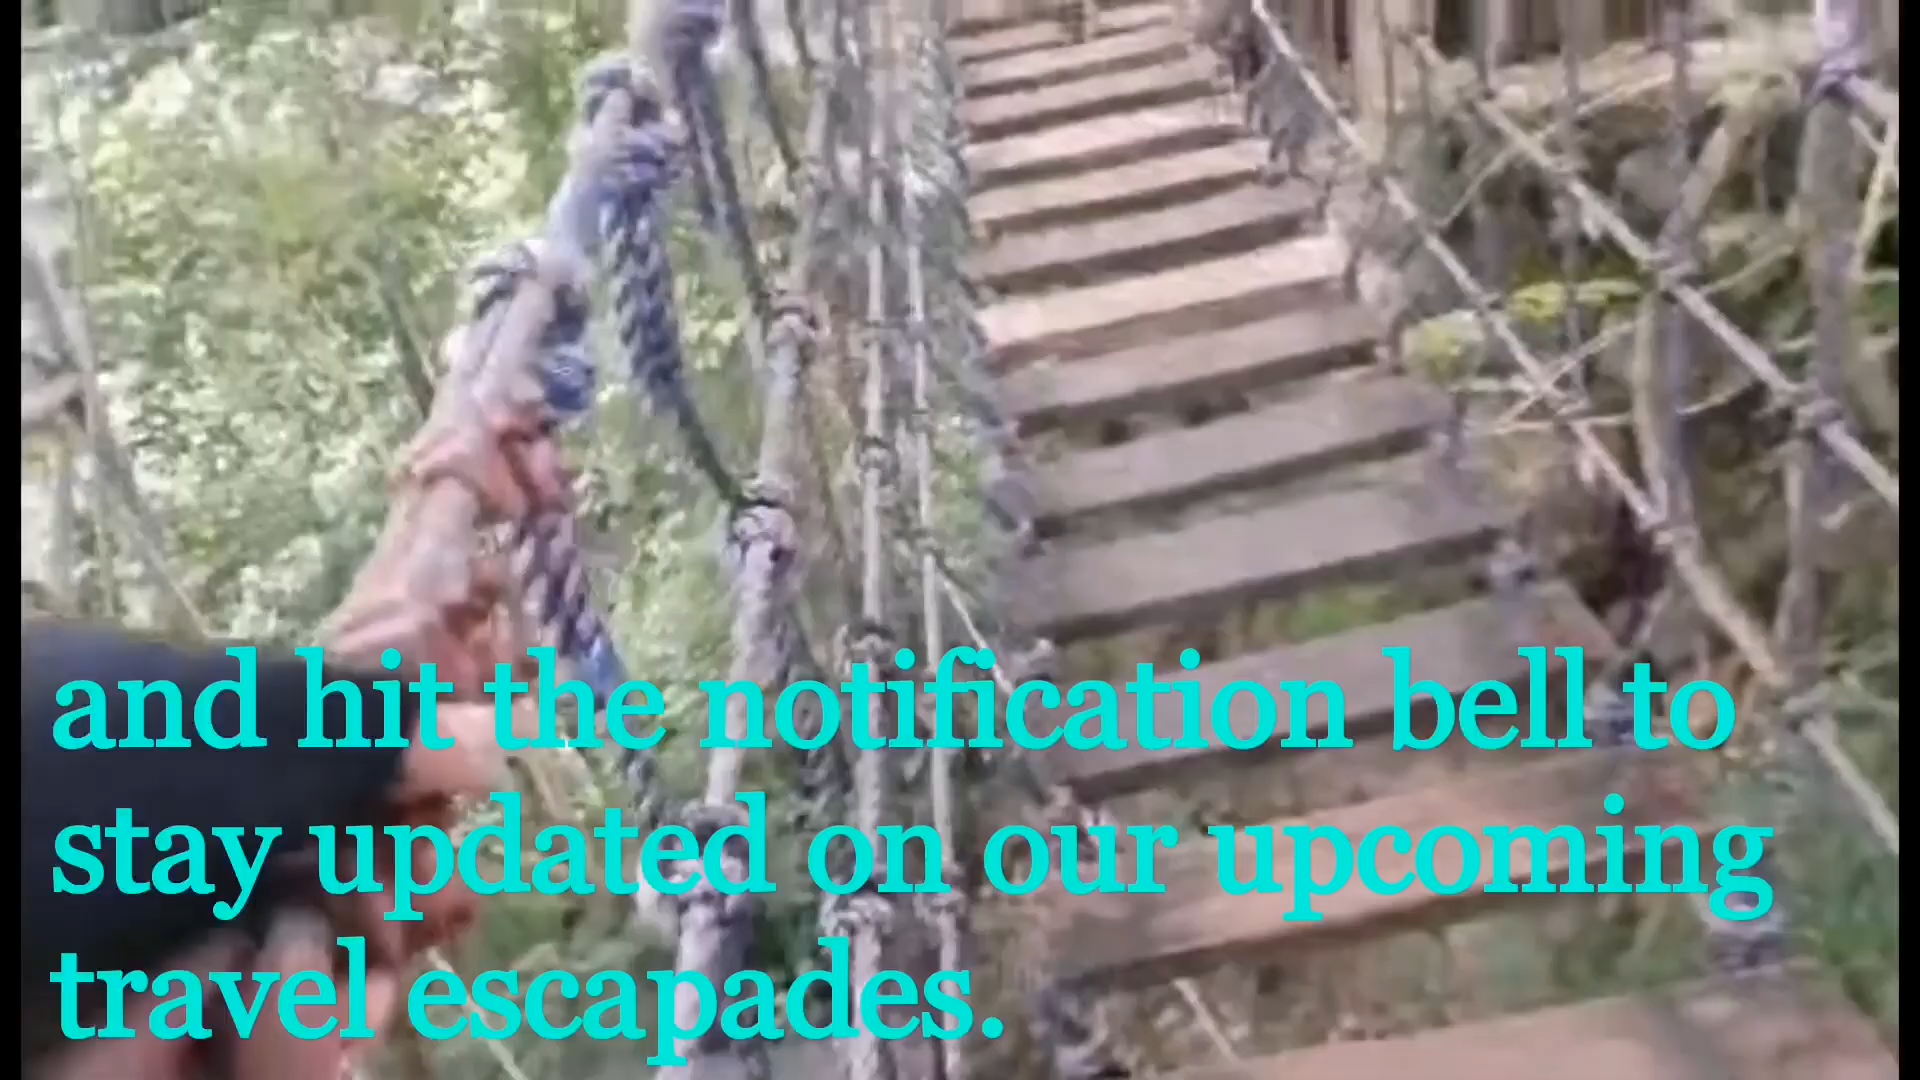 and hit the notification bell to
stay updated on our upcoming
travel escapades.